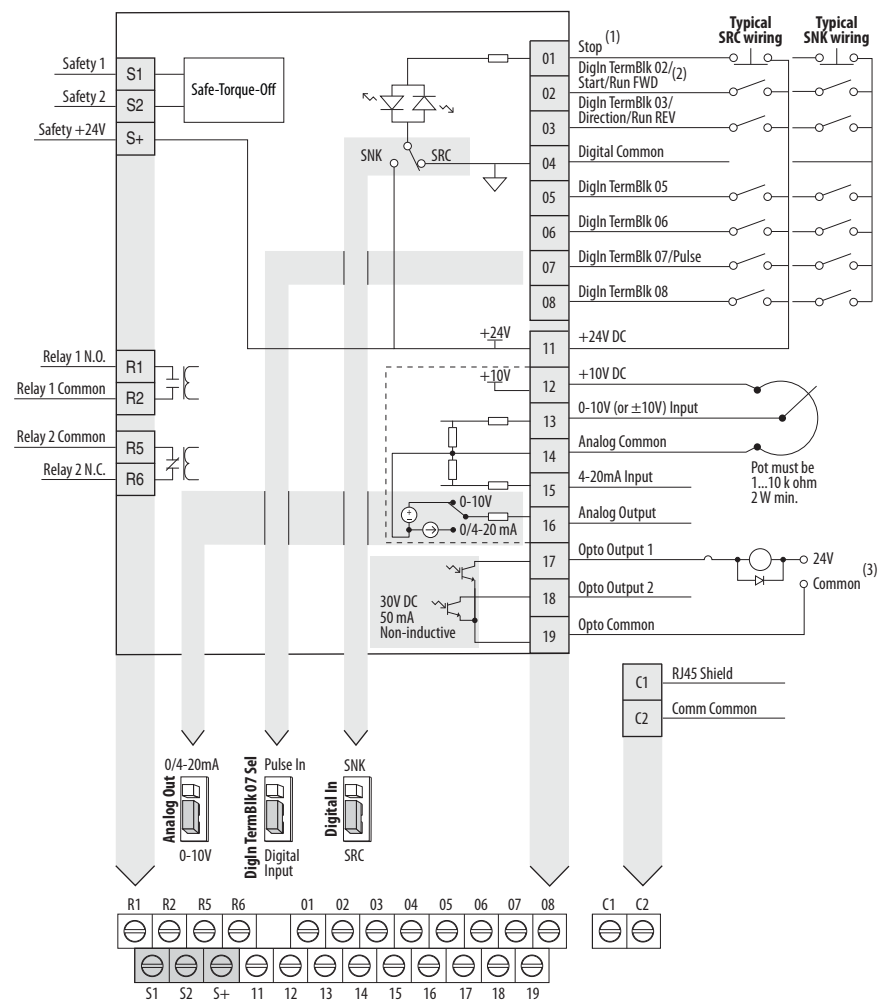 Typical
SRC wiring
Typical
SNK wiring
Safety 1
S1
Safety 2
S2
Safety +24V
S+
Safe-Torque-Off
SNK
SRC
01
Stop (1)
02
DigIn TermBlk 02/(2)
Start/Run FWD
03
DigIn TermBlk 03/
Direction/Run REV
04
Digital Common
05
DigIn TermBlk 05
06
DigIn TermBlk 06
07
DigIn TermBlk 07/Pulse
08
DigIn TermBlk 08
+24V
11
+24V DC
+10V
12
+10V DC
13
0-10V (or ±10V) Input
14
Analog Common
Pot must be
1...10 k ohm
2 W min.
15
4-20mA Input
16
Analog Output
0-10V
+
−
0/4-20 mA
17
Opto Output 1
24V
Common (3)
18
Opto Output 2
19
Opto Common
30V DC
50 mA
Non-inductive
Relay 1 N.O.
R1
Relay 1 Common
R2
Relay 2 Common
R5
Relay 2 N.C.
R6
C1
RJ45 Shield
C2
Comm Common
Analog Out
0/4-20mA
0-10V
DigIn TermBlk 07 Sel
Pulse In
Digital
Input
Digital In
SNK
SRC
R1 R2 R5 R6 01 02 03 04 05 06 07 08 C1 C2
S1 S2 S+ 11 12 13 14 15 16 17 18 19